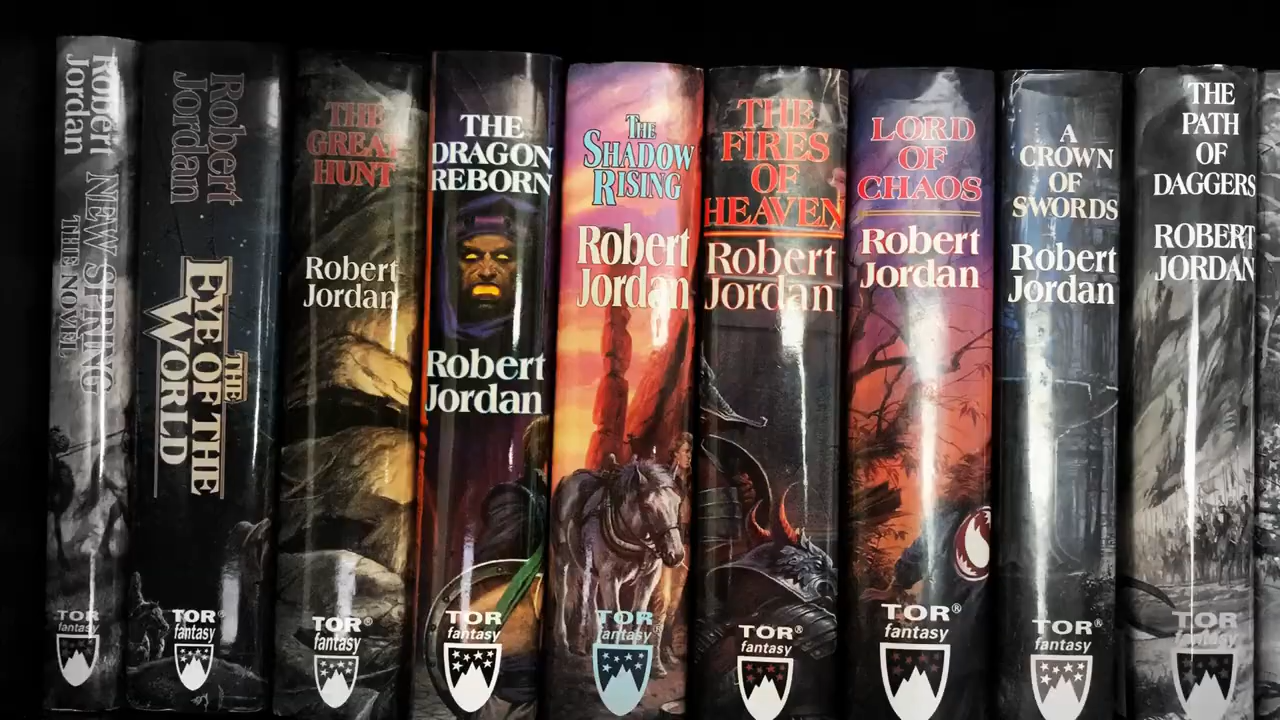 Robert
Jordan
NEW SPRING
THE NOVEL
TOR
fantasy
Robert
Jordan
THE
EYE OF THE
WORLD
TOR®
fantasy
THE
GREAT
HUNT
Robert
Jordan
TOR®
fantasy
THE
DRAGON
REBORN
Robert
Jordan
TOR
fantasy
THE
SHADOW
RISING
Robert
Jordan
TOR
fantasy®
THE
FIRES
OF
HEAVEN
Robert
Jordan
TOR®
fantasy
LORD
OF
CHAOS
Robert
Jordan
TOR®
fantasy
A
CROWN
OF
SWORDS
Robert
Jordan
TOR®
fantasy
THE
PATH
OF
DAGGERS
ROBERT
JORDAN
TOR®
fantasy